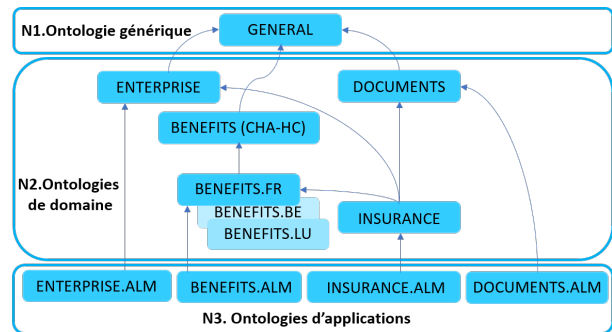 N1.Ontologie générique
GENERAL
ENTERPRISE
DOCUMENTS
BENEFITS (CHA-HC)
N2.Ontologies
de domaine
BENEFITS.FR
BENEFITS.BE
BENEFITS.LU
INSURANCE
ENTERPRISE.ALM
BENEFITS.ALM
INSURANCE.ALM
DOCUMENTS.ALM
N3. Ontologies d'applications